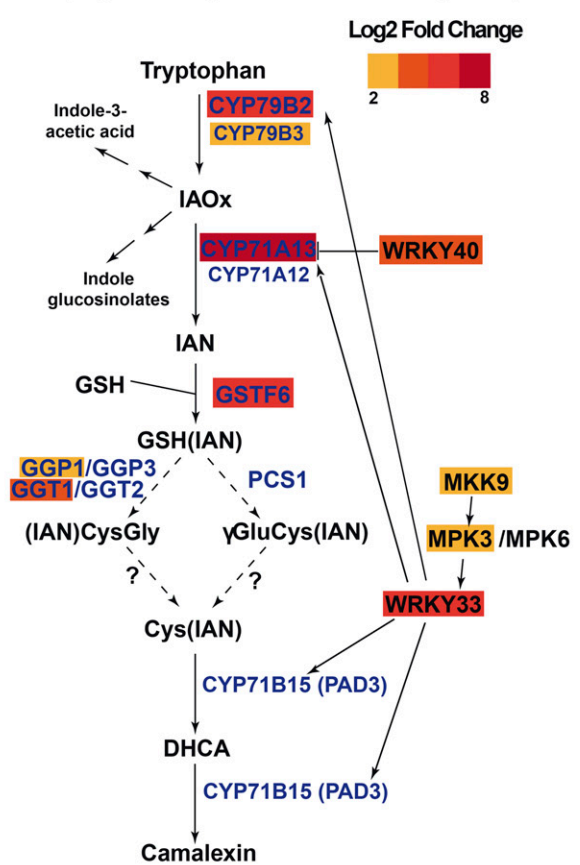 Log2 Fold Change
2 8
Tryptophan
CYP79B2
CYP79B3
Indole-3-
acetic acid
IAOx
CYP71A13
WRKY40
CYP71A12
Indole
glucosinolates
IAN
GSH
GSTF6
GSH(IAN)
GGP1/GGP3
GGT1/GGT2
PCS1
MKK9
(IAN)CysGly
γGluCys(IAN)
MPK3 /MPK6
? ?
WRKY33
Cys(IAN)
CYP71B15 (PAD3)
DHCA
CYP71B15 (PAD3)
Camalexin